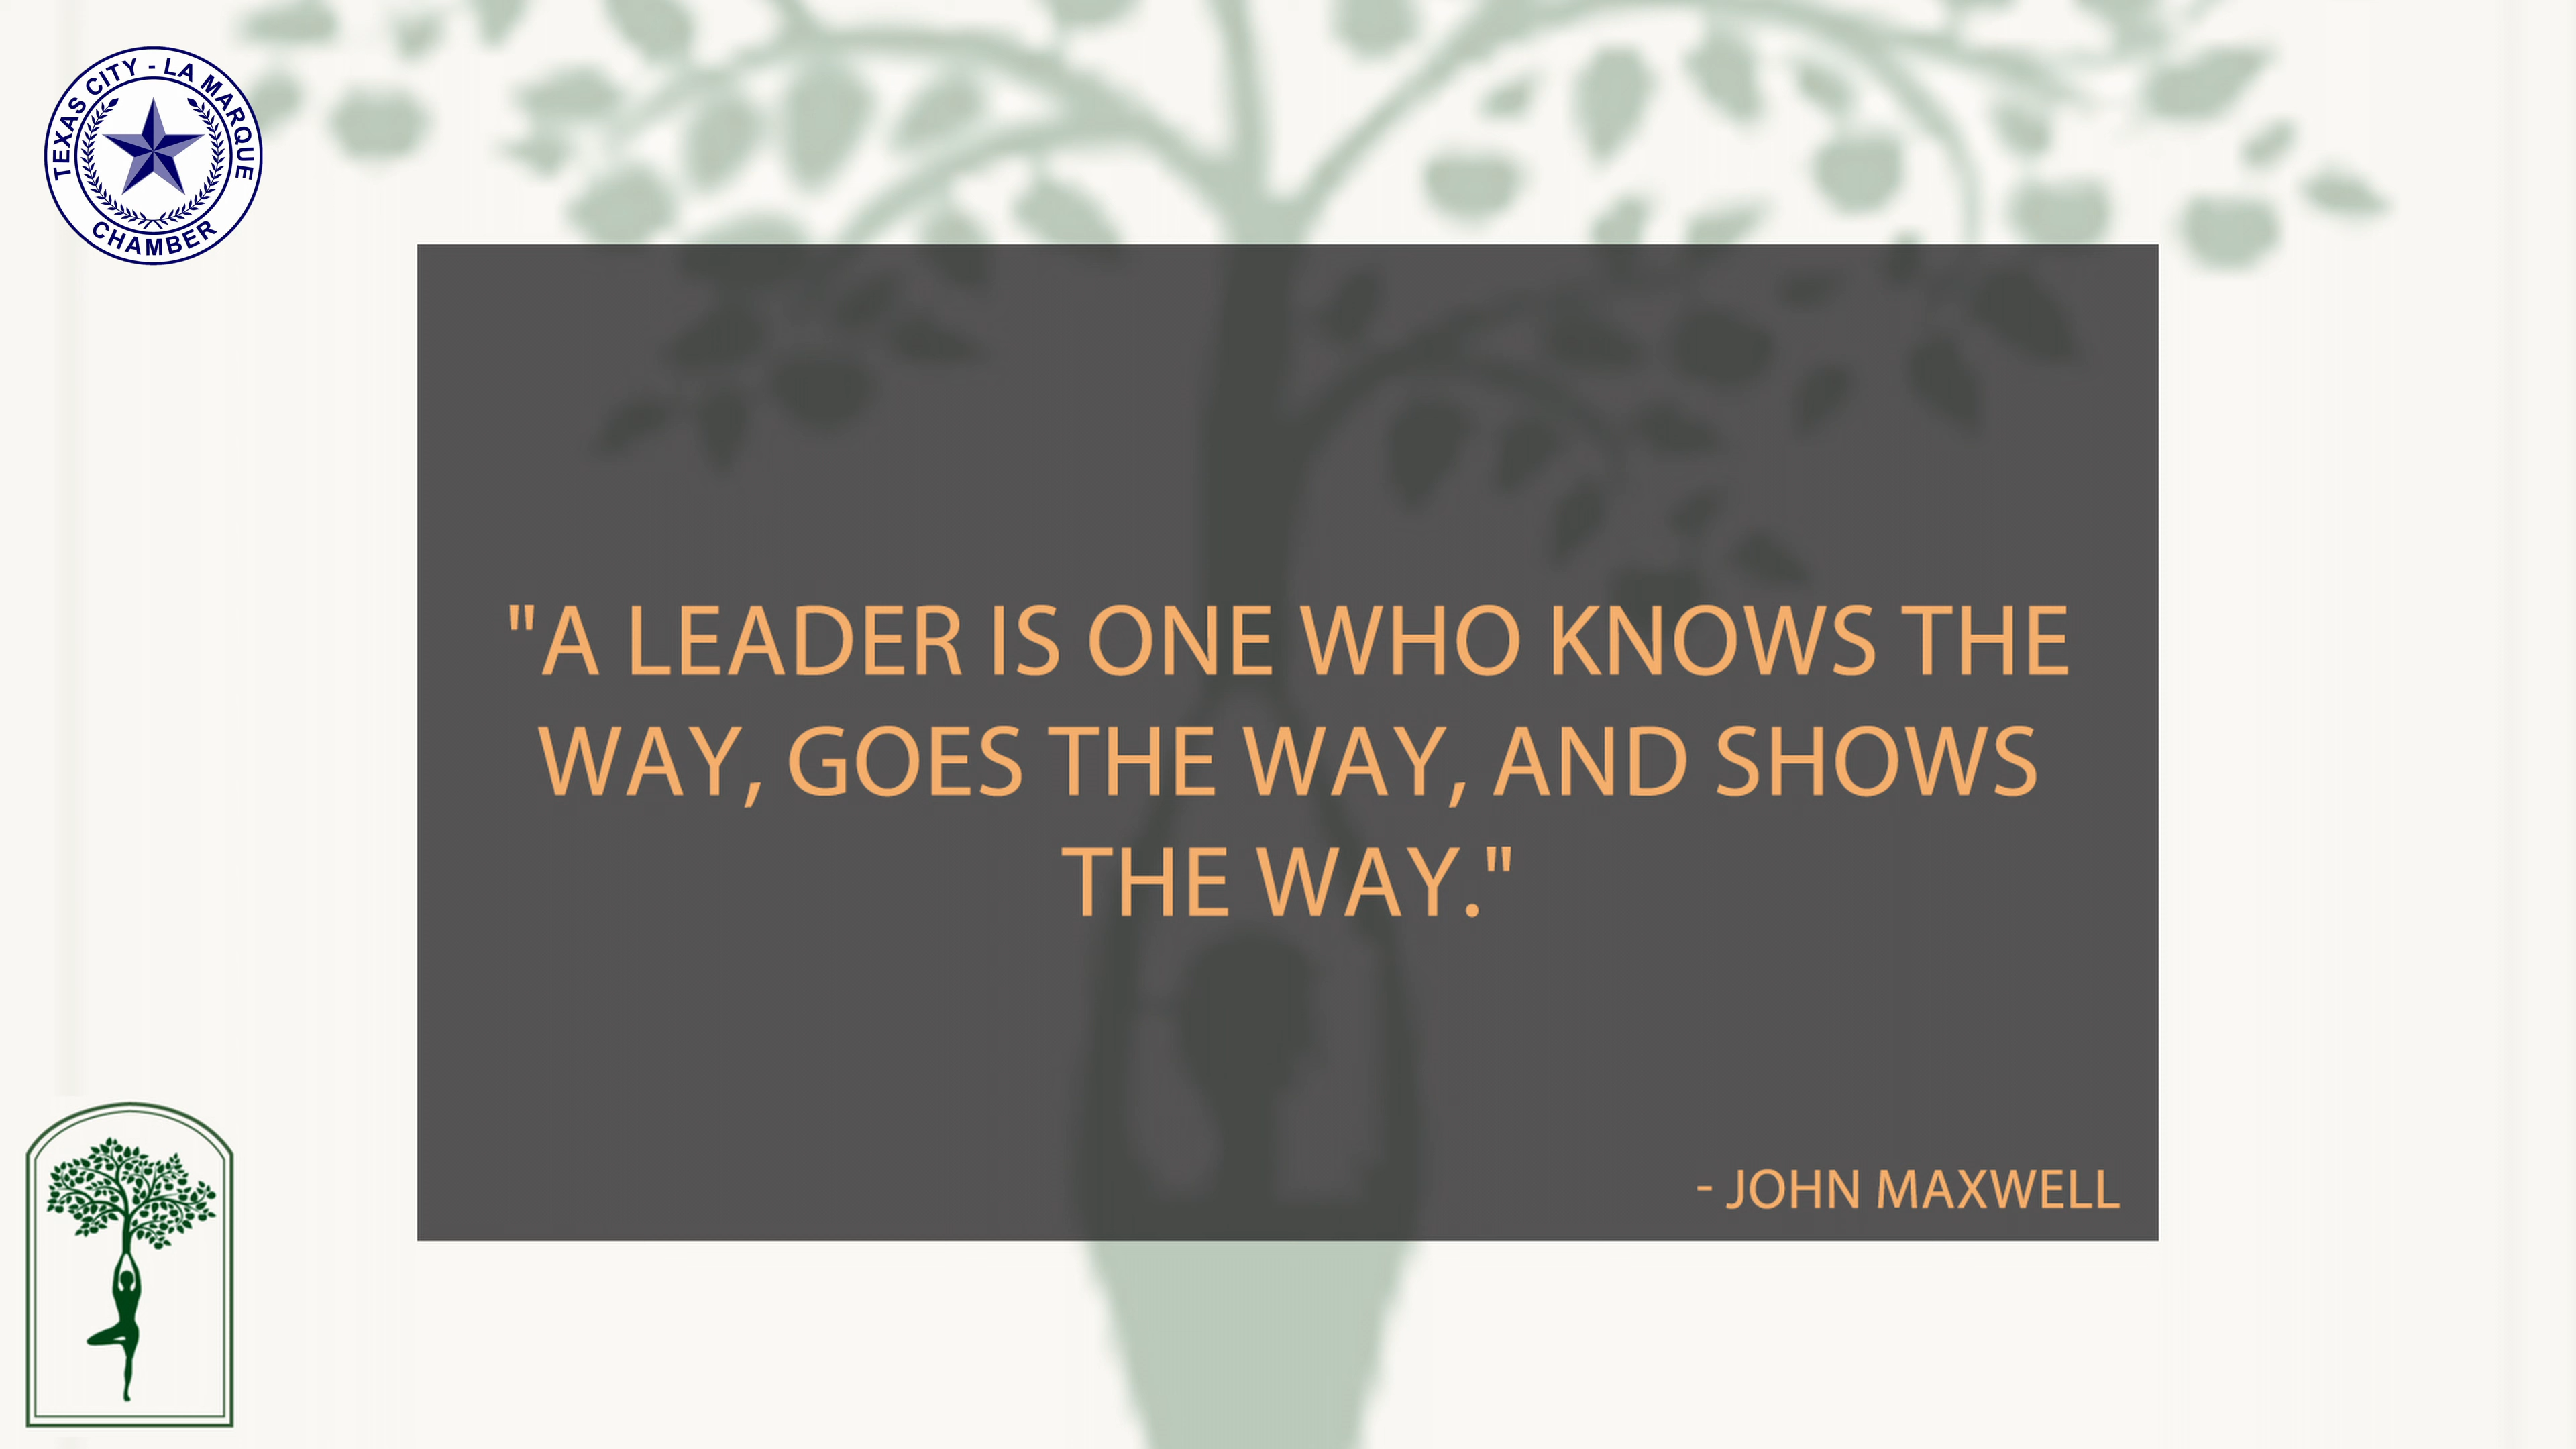 TEXAS CITY - LA MARQUE
CHAMBER
"A LEADER IS ONE WHO KNOWS THE
WAY, GOES THE WAY, AND SHOWS
THE WAY."
- JOHN MAXWELL